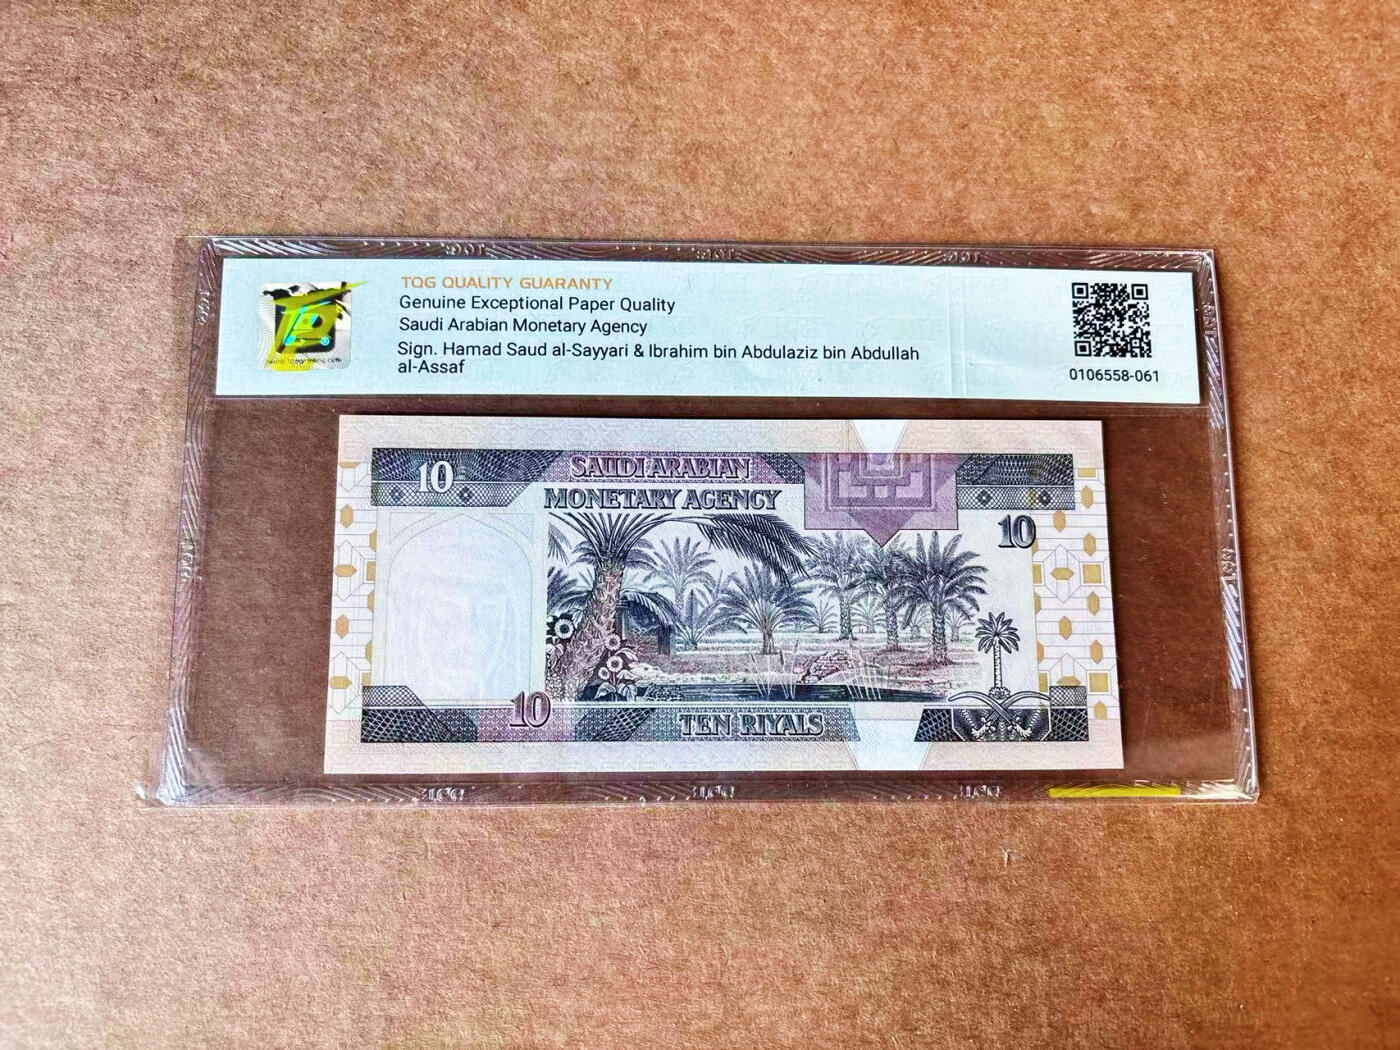 TQG QUALITY GUARANTY
Genuine Exceptional Paper Quality
Saudi Arabian Monetary Agency
Sign. Hamad Saud al-Sayyari & Ibrahim bin Abdulaziz bin Abdullah
al-Assaf
0106558-061
10
SAUDI ARABIAN
MONETARY AGENCY
10
10
TEN RIYALS